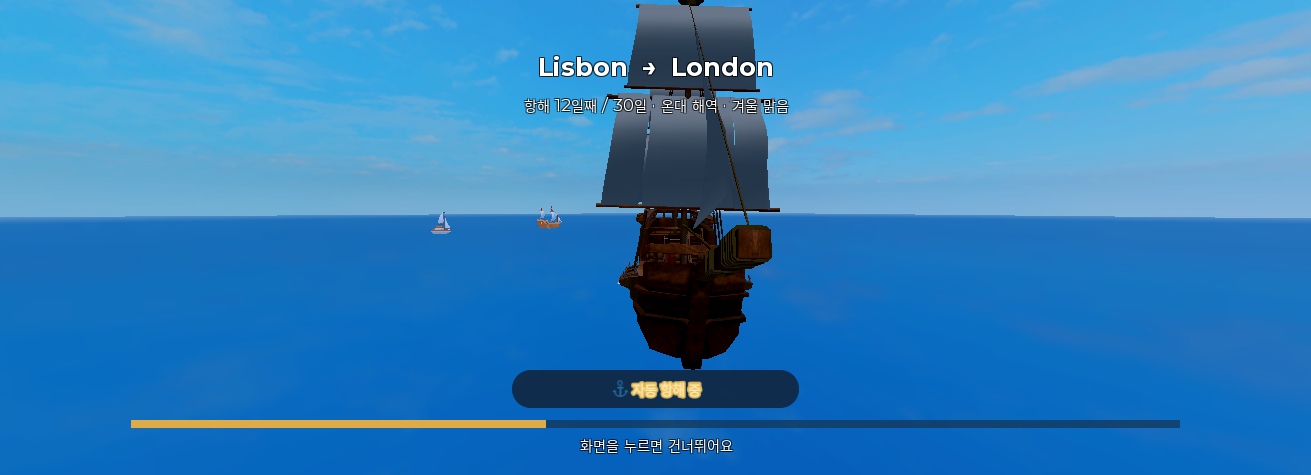 Lisbon → London
항해 12일째 / 30일 · 온대 해역 · 겨울 맑음
⚓ 자동 항해 중
화면을 누르면 건너뛰어요